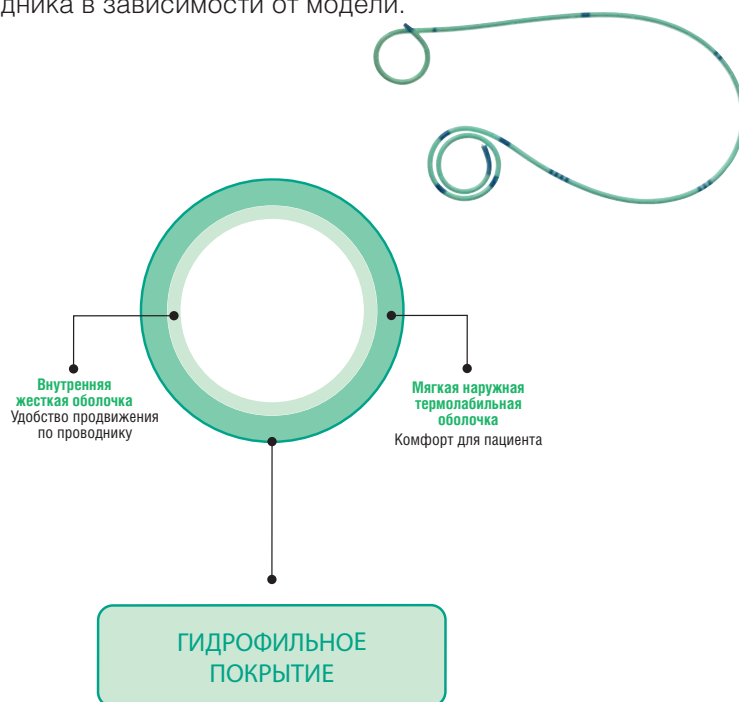 дника в зависимости от модели.
Внутренняя
жесткая оболочка
Удобство продвижения
по проводнику
Мягкая наружная
термолабильная
оболочка
Комфорт для пациента
ГИДРОФИЛЬНОЕ
ПОКРЫТИЕ